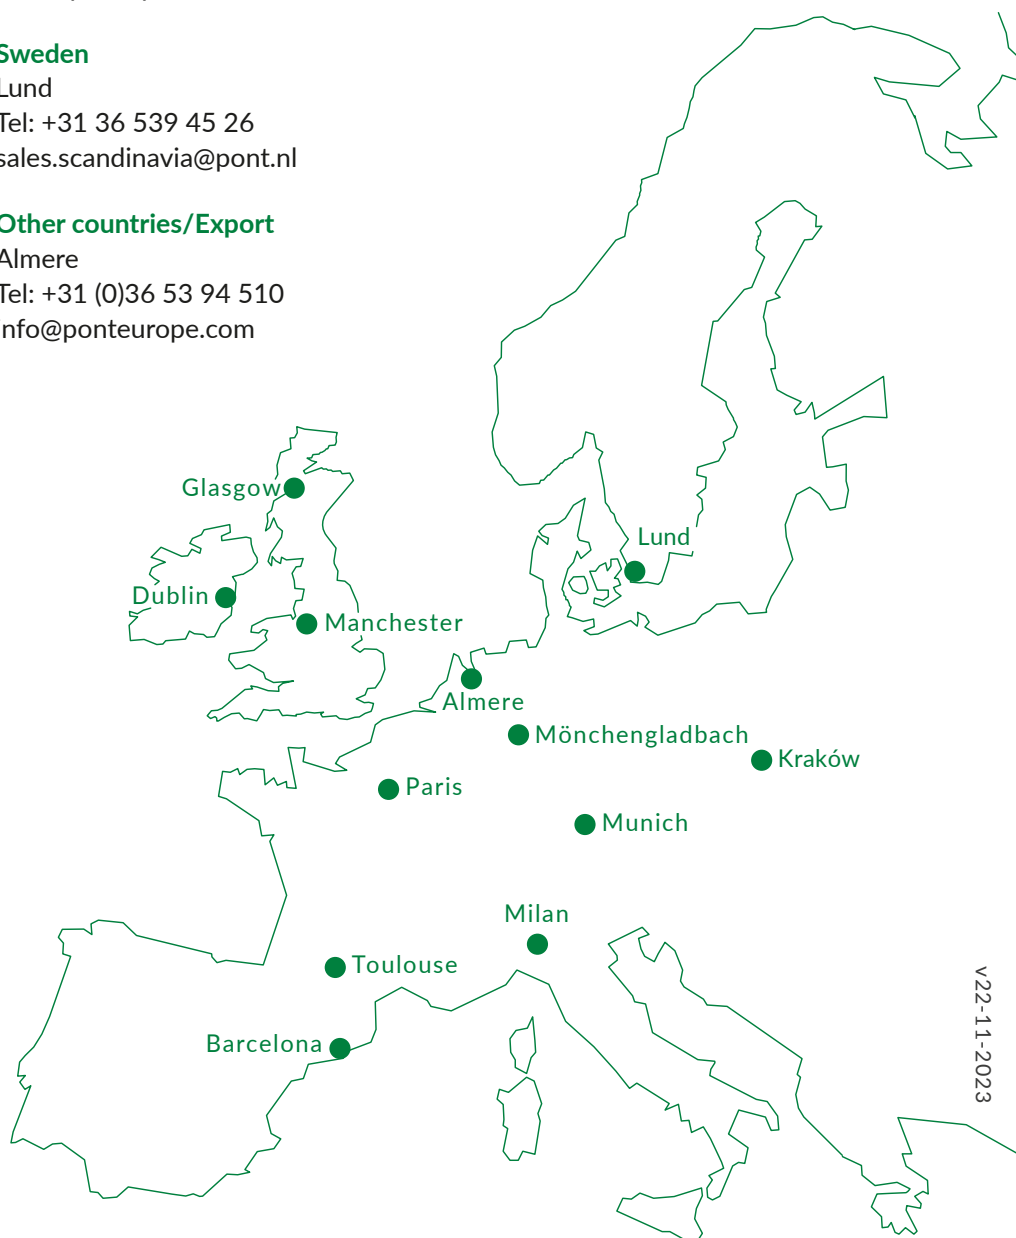 Sweden
Lund
Tel: +31 36 539 45 26
sales.scandinavia@pont.nl
Other countries/Export
Almere
Tel: +31 (0)36 53 94 510
nfo@ponteurope.com
Glasgow
Lund
Dublin
Manchester
Almere
Mönchengladbach
Kraków
Paris
Munich
Milan
Toulouse
Barcelona
v22-11-2023